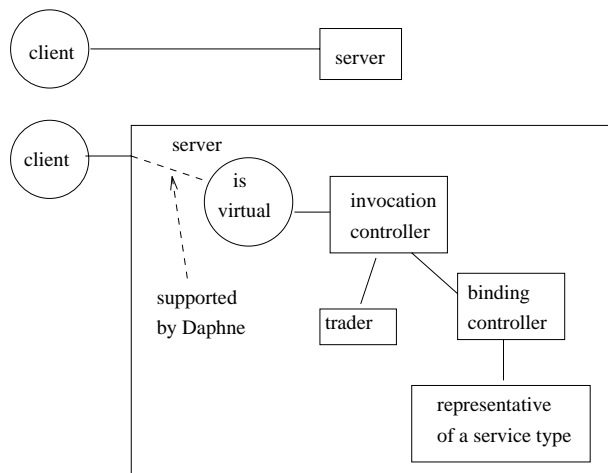 client
server
client
server
is
virtual
invocation
controller
supported
by Daphne
trader
binding
controller
representative
of a service type